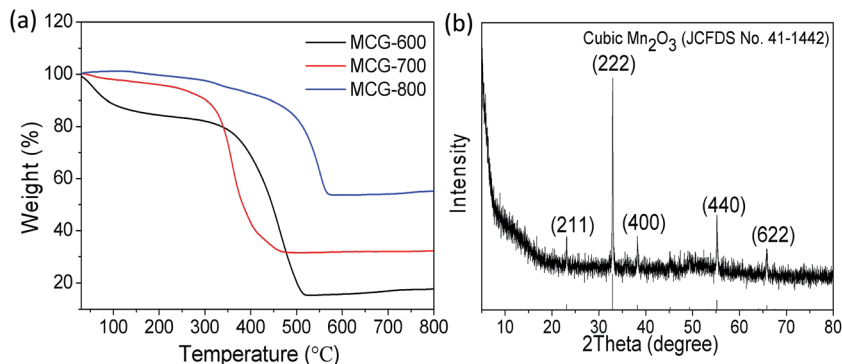 (a)
120
100
80
60
40
20
Weight (%)
MCG-600
MCG-700
MCG-800
100 200 300 400 500 600 700 800
Temperature (°C)
(b)
Cubic Mn₂O₃ (JCFDS No. 41-1442)
(222)
(211)
(400)
(440)
(622)
Intensity
10 20 30 40 50 60 70 80
2Theta (degree)